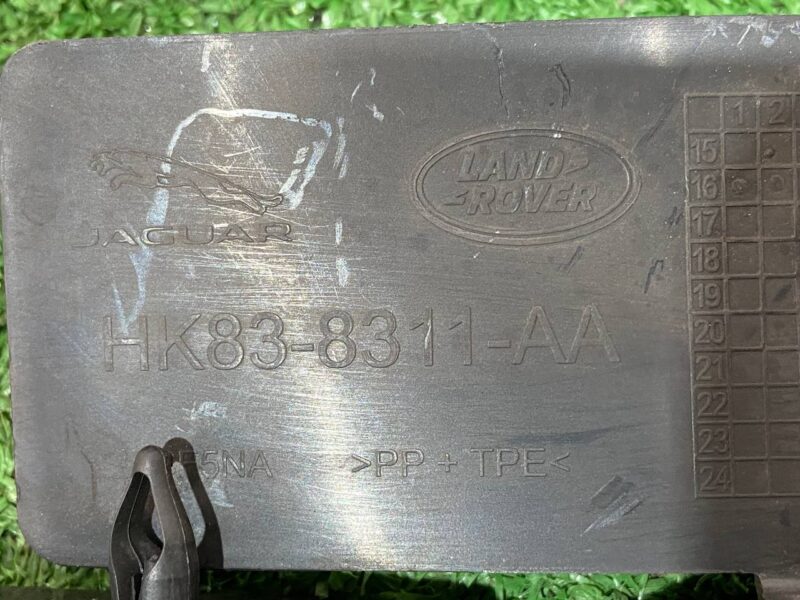 JAGUAR
LAND
ROVER
HK83-8311-AA
>PP + TPE<
1 2
15
16
17
18
19
20
21
22
23
24